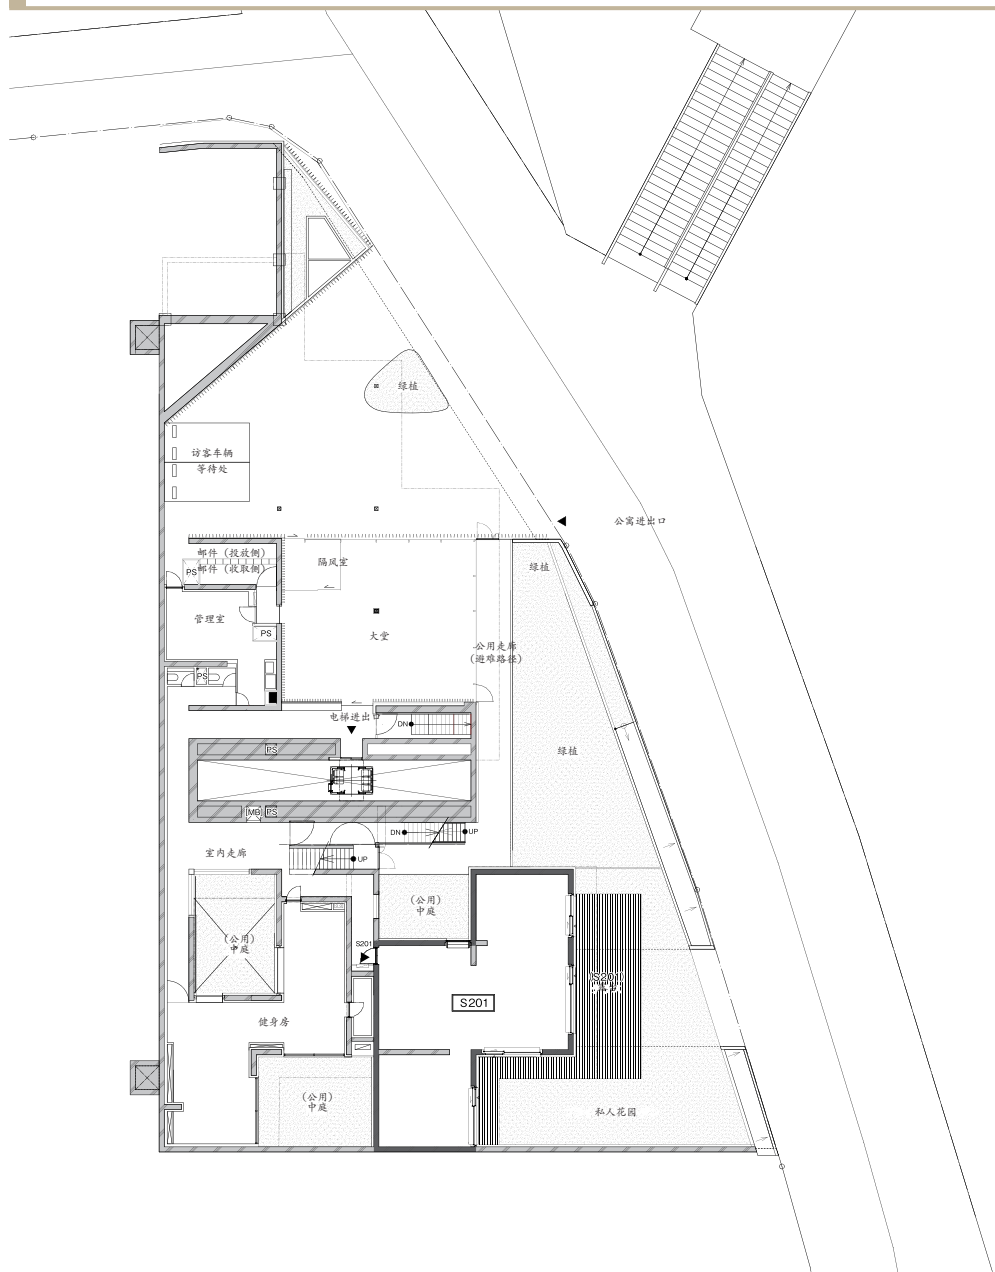 绿植
访客车辆
等待处
公寓进出口
邮件 (投放侧)
隔风室
邮件 (收取侧)
PS
绿植
管理室
PS
大堂
公用走廊
(避难路径)
PS
电梯进出口
DN
PS
绿植
MB
PS
DN
UP
室内走廊
UP
(公用)
中庭
(公用)
中庭
S201
S201
S201
健身房
(公用)
中庭
私人花园